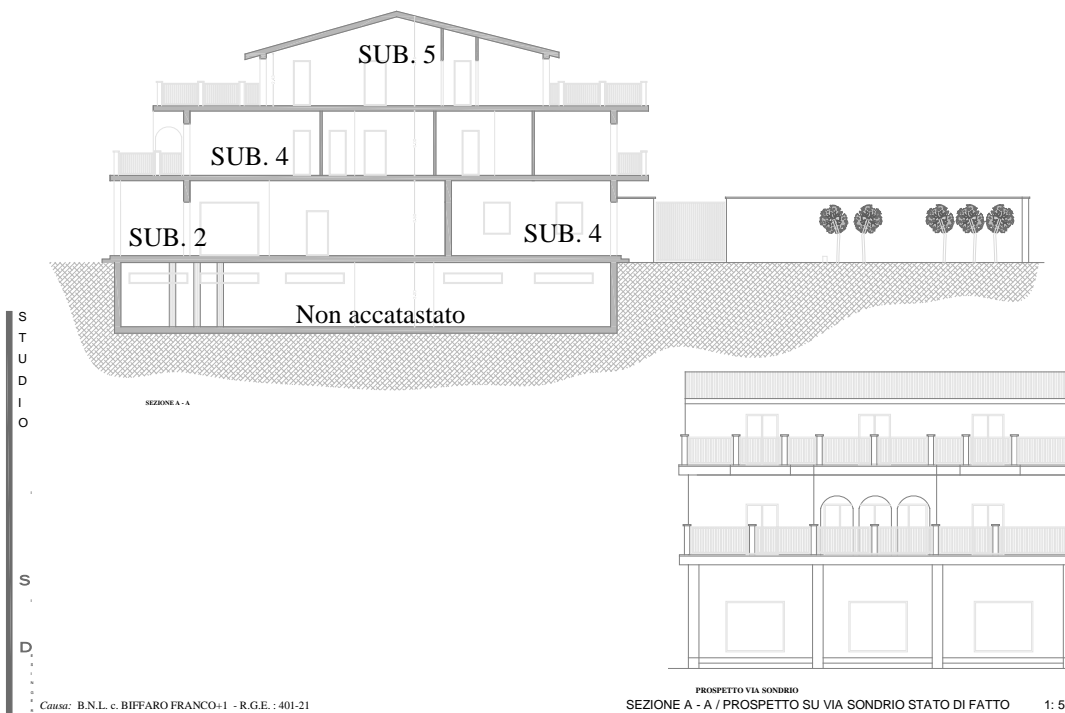 SUB. 5
SUB. 4
SUB. 2
SUB. 4
Non accatastato
SEZIONE A - A
STUDIO
S
D
PROSPETTO VIA SONDRIO
Causa: B.N.L. c. BIFFARO FRANCO+1 - R.G.E. : 401-21
SEZIONE A - A / PROSPETTO SU VIA SONDRIO STATO DI FATTO 1: 5